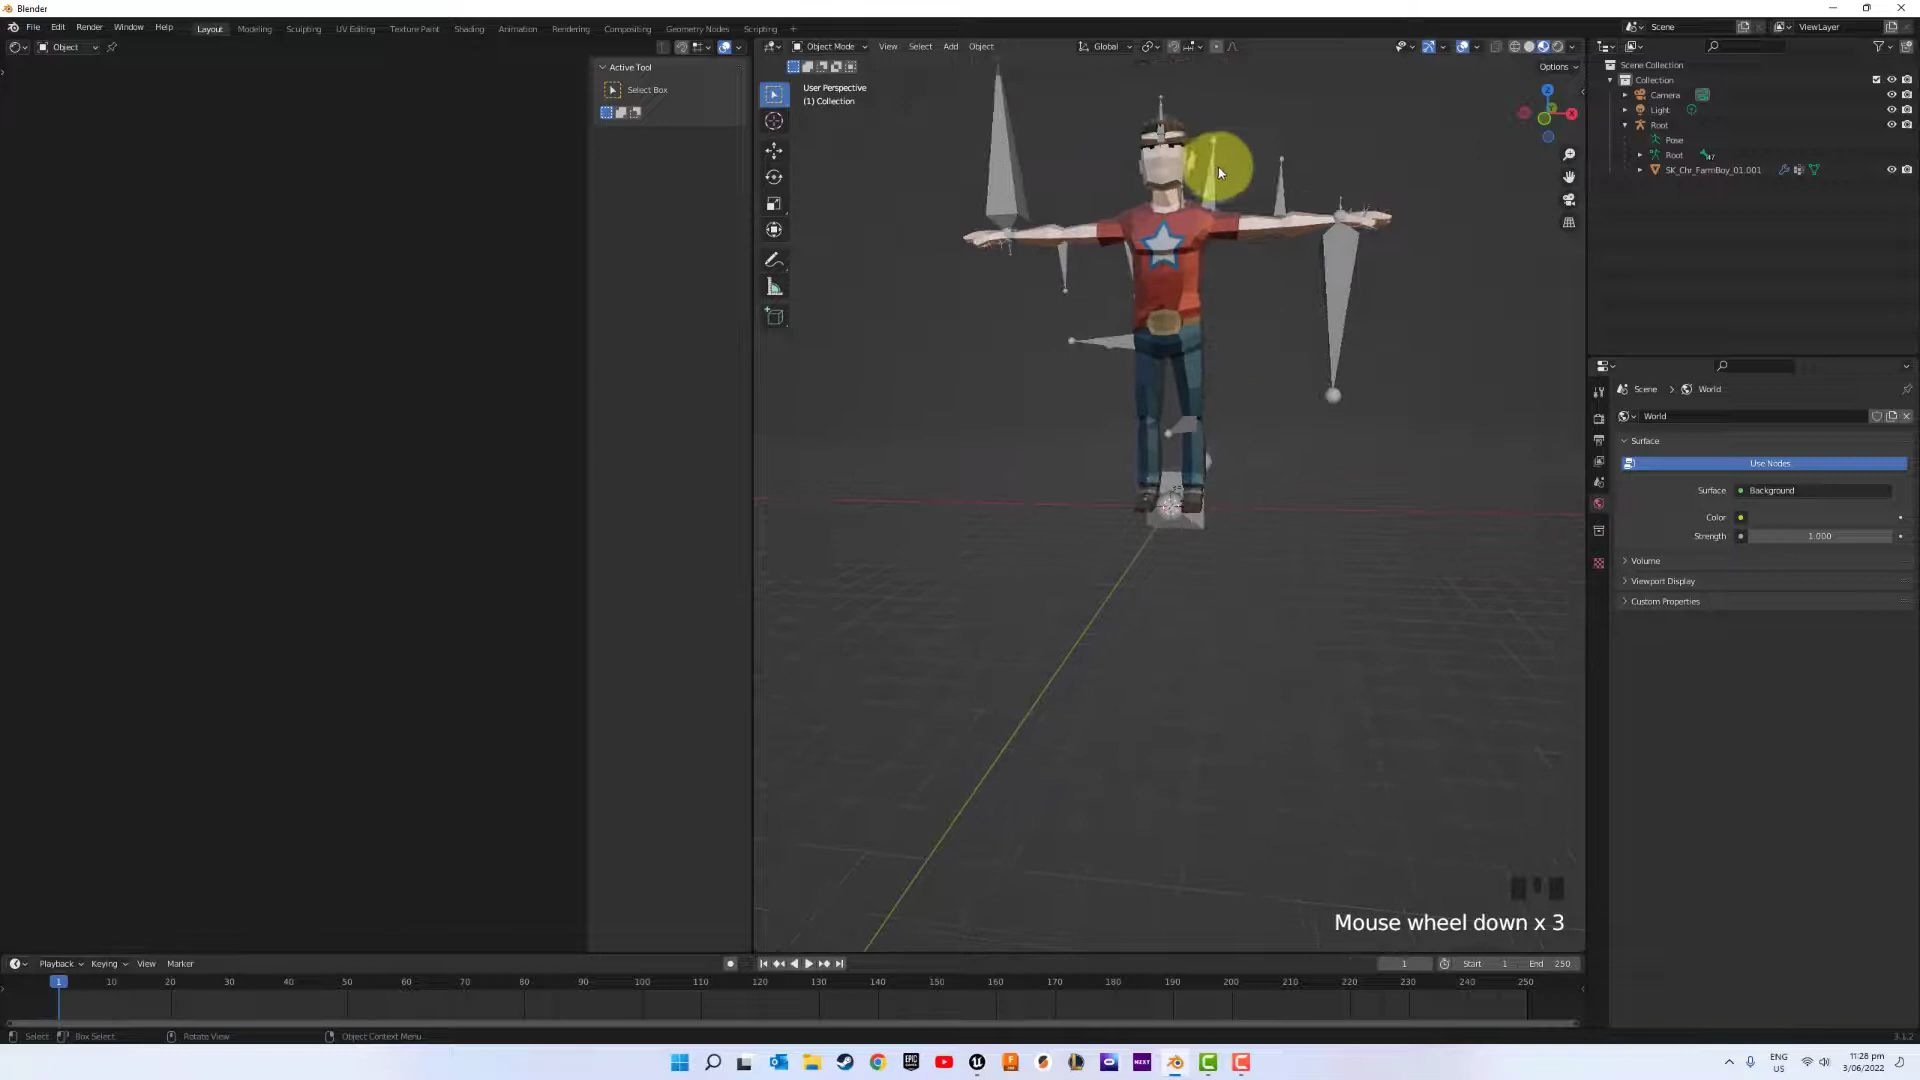 Blender
File Edit Render Window Help
Layout Modeling Sculpting UV Editing Texture Paint Shading Animation Rendering Compositing Geometry Nodes Scripting +
Scene
ViewLayer
Object
Object Mode View Select Add Object
Global
Options
Active Tool
Select Box
User Perspective
(1) Collection
Z
X
Scene Collection
Collection
Camera
Light
Root
Pose
Root
47
SK_Chr_FarmBoy_01.001
Scene > World
World
Surface
Use Nodes
Surface Background
Color
Strength 1.000
Volume
Viewport Display
Custom Properties
Mouse wheel down x 3
Playback Keying View Marker
1 Start 1 End 250
1 10 20 30 40 50 60 70 80 90 100 110 120 130 140 150 160 170 180 190 200 210 220 230 240 250
Select Box Select Rotate View Object Context Menu
3.1.2
NEXT
ENG
US
11:28 pm
3/06/2022